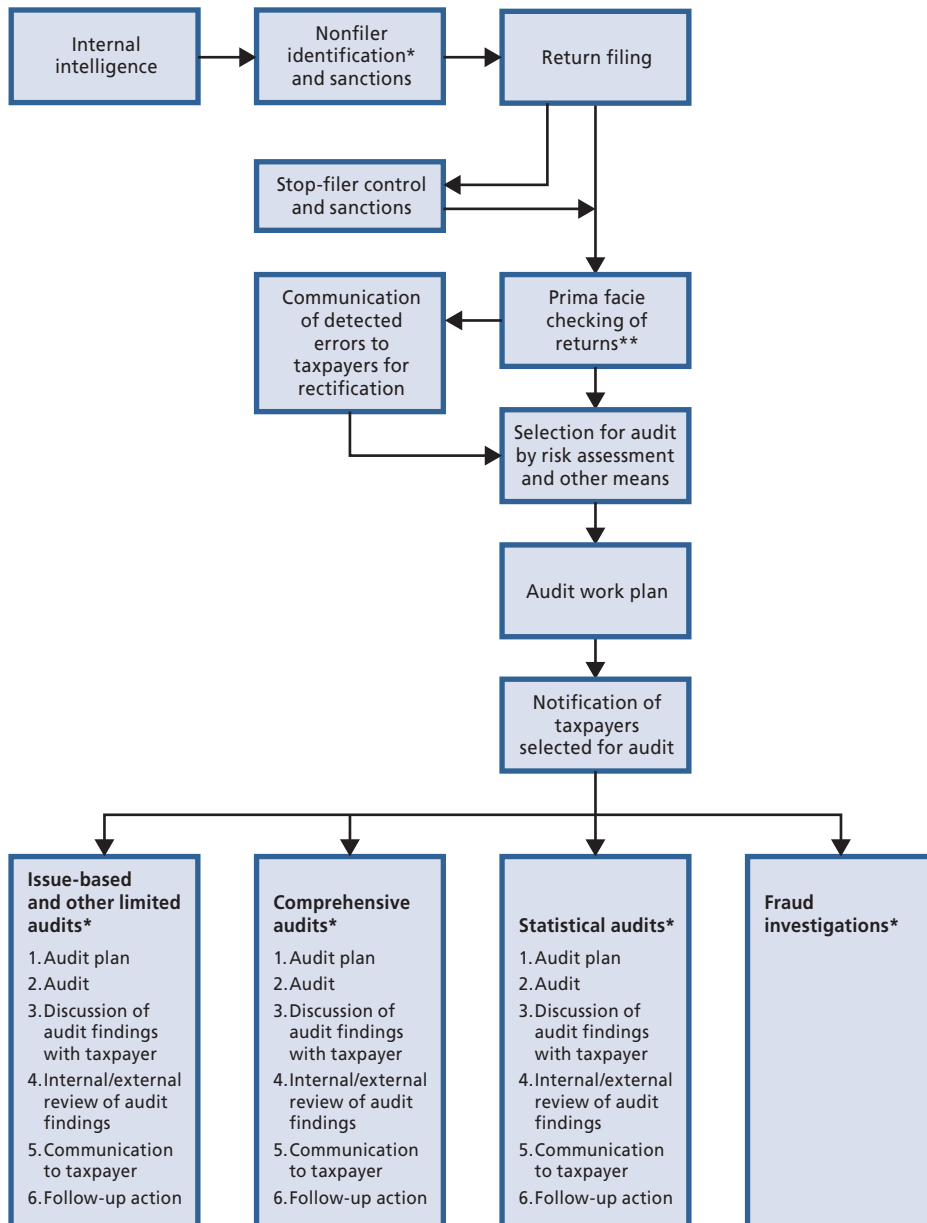 Internal
intelligence
Nonfiler
identification*
and sanctions
Return filing
Stop-filer control
and sanctions
Communication
of detected
errors to
taxpayers for
rectification
Prima facie
checking of
returns**
Selection for audit
by risk assessment
and other means
Audit work plan
Notification of
taxpayers
selected for audit
Issue-based
and other limited
audits*
1. Audit plan
2. Audit
3. Discussion of
audit findings
with taxpayer
4. Internal/external
review of audit
findings
5. Communication
to taxpayer
6. Follow-up action
Comprehensive
audits*
1. Audit plan
2. Audit
3. Discussion of
audit findings
with taxpayer
4. Internal/external
review of audit
findings
5. Communication
to taxpayer
6. Follow-up action
Statistical audits*
1. Audit plan
2. Audit
3. Discussion of
audit findings
with taxpayer
4. Internal/external
review of audit
findings
5. Communication
to taxpayer
6. Follow-up action
Fraud
investigations*